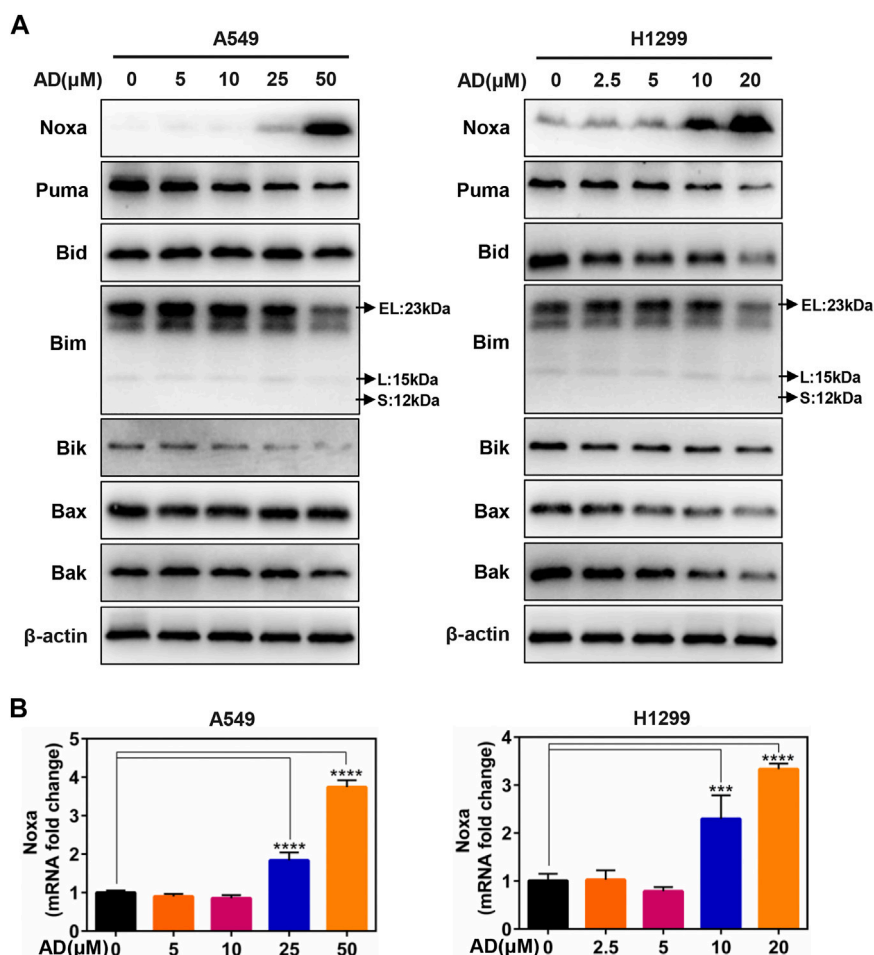 A
A549
AD(µM) 0 5 10 25 50
Noxa
Puma
Bid
Bim
EL:23kDa
L:15kDa
S:12kDa
Bik
Bax
Bak
β-actin
H1299
0 2.5 5 10 20
Noxa
Puma
Bid
Bim
EL:23kDa
L:15kDa
S:12kDa
Bik
Bax
Bak
β-actin
B
A549
Noxa
(mRNA fold change)
5
4
3
2
1
0
****
****
AD(µM) 0 5 10 25 50
H1299
Noxa
(mRNA fold change)
4
3
2
1
0
***
****
AD(µM) 0 2.5 5 10 20